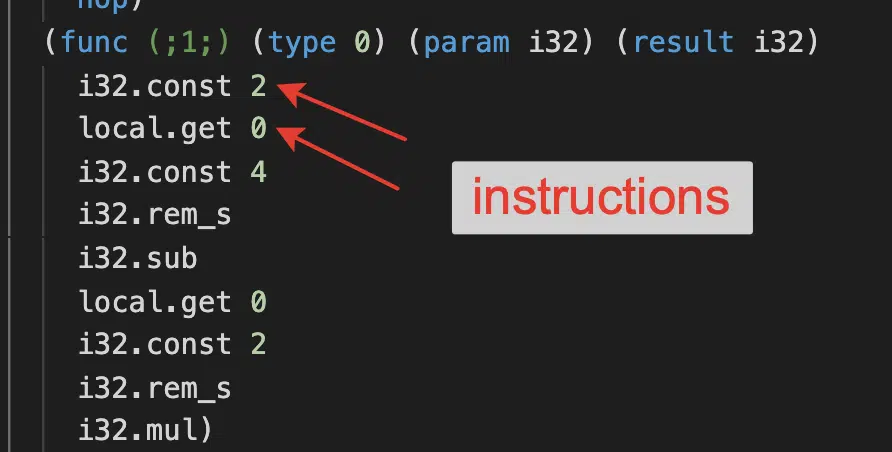 nop)
(func (;1;) (type 0) (param i32) (result i32)
i32.const 2
local.get 0
i32.const 4
i32.rem_s
i32.sub
local.get 0
i32.const 2
i32.rem_s
i32.mul)
instructions